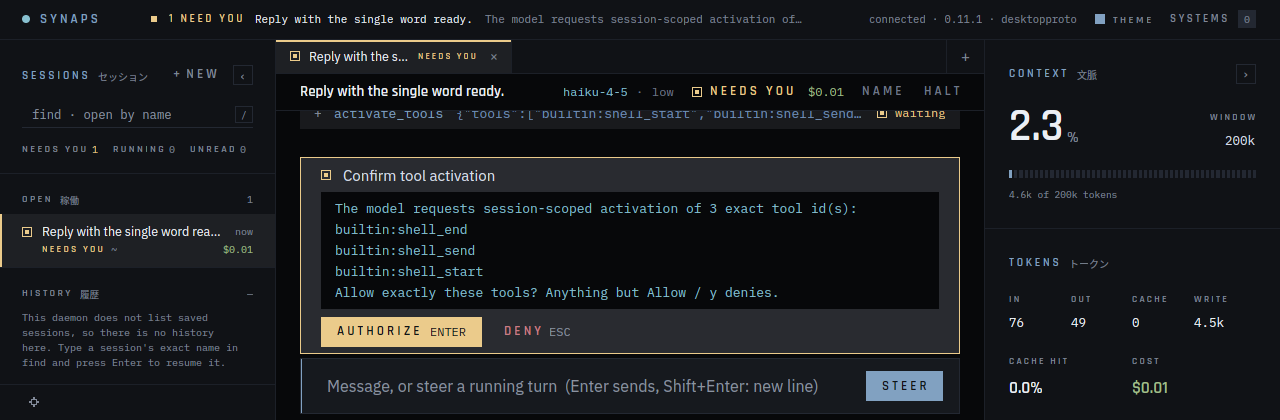 SYNAPS
1 NEED YOU Reply with the single word ready. The model requests session-scoped activation of…
connected · 0.11.1 · desktopproto
THEME
SYSTEMS 0
SESSIONS セッション + NEW ‹
find · open by name /
NEEDS YOU 1 RUNNING 0 UNREAD 0
OPEN 稼働 1
Reply with the single word rea... now
NEEDS YOU ~ $0.01
HISTORY 履歴 —
This daemon does not list saved
sessions, so there is no history
here. Type a session's exact name in
find and press Enter to resume it.
Reply with the s... NEEDS YOU × +
Reply with the single word ready. haiku-4-5 · low NEEDS YOU $0.01 NAME HALT
+ activate_tools {"tools":["builtin:shell_start","builtin:shell_send… Waiting
Confirm tool activation
The model requests session-scoped activation of 3 exact tool id(s):
builtin:shell_end
builtin:shell_send
builtin:shell_start
Allow exactly these tools? Anything but Allow / y denies.
AUTHORIZE ENTER DENY ESC
Message, or steer a running turn (Enter sends, Shift+Enter: new line) STEER
CONTEXT 文脈 ›
2.3 % WINDOW
200k
4.6k of 200k tokens
TOKENS トークン
IN OUT CACHE WRITE
76 49 0 4.5k
CACHE HIT COST
0.0% $0.01